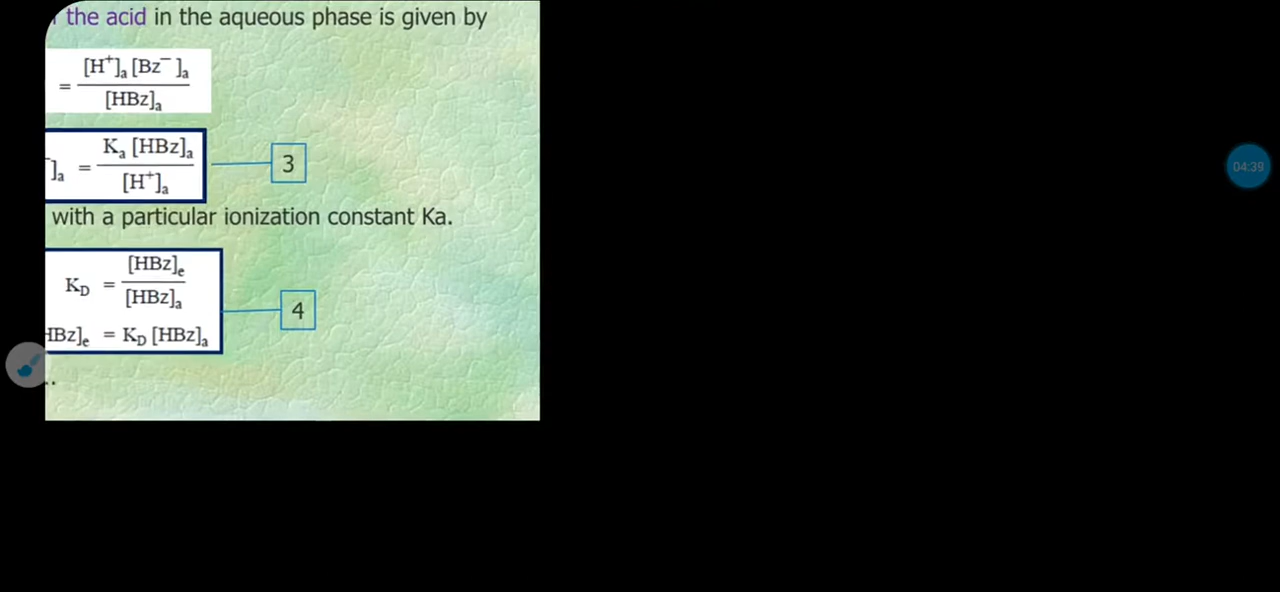 the acid in the aqueous phase is given by
= [H⁺]ₐ [Bz⁻]ₐ / [HBz]ₐ
]ₐ = Kₐ [HBz]ₐ / [H⁺]ₐ
3
with a particular ionization constant Ka.
K_D = [HBz]ₑ / [HBz]ₐ
4
HBz]ₑ = K_D [HBz]ₐ
..
04:39